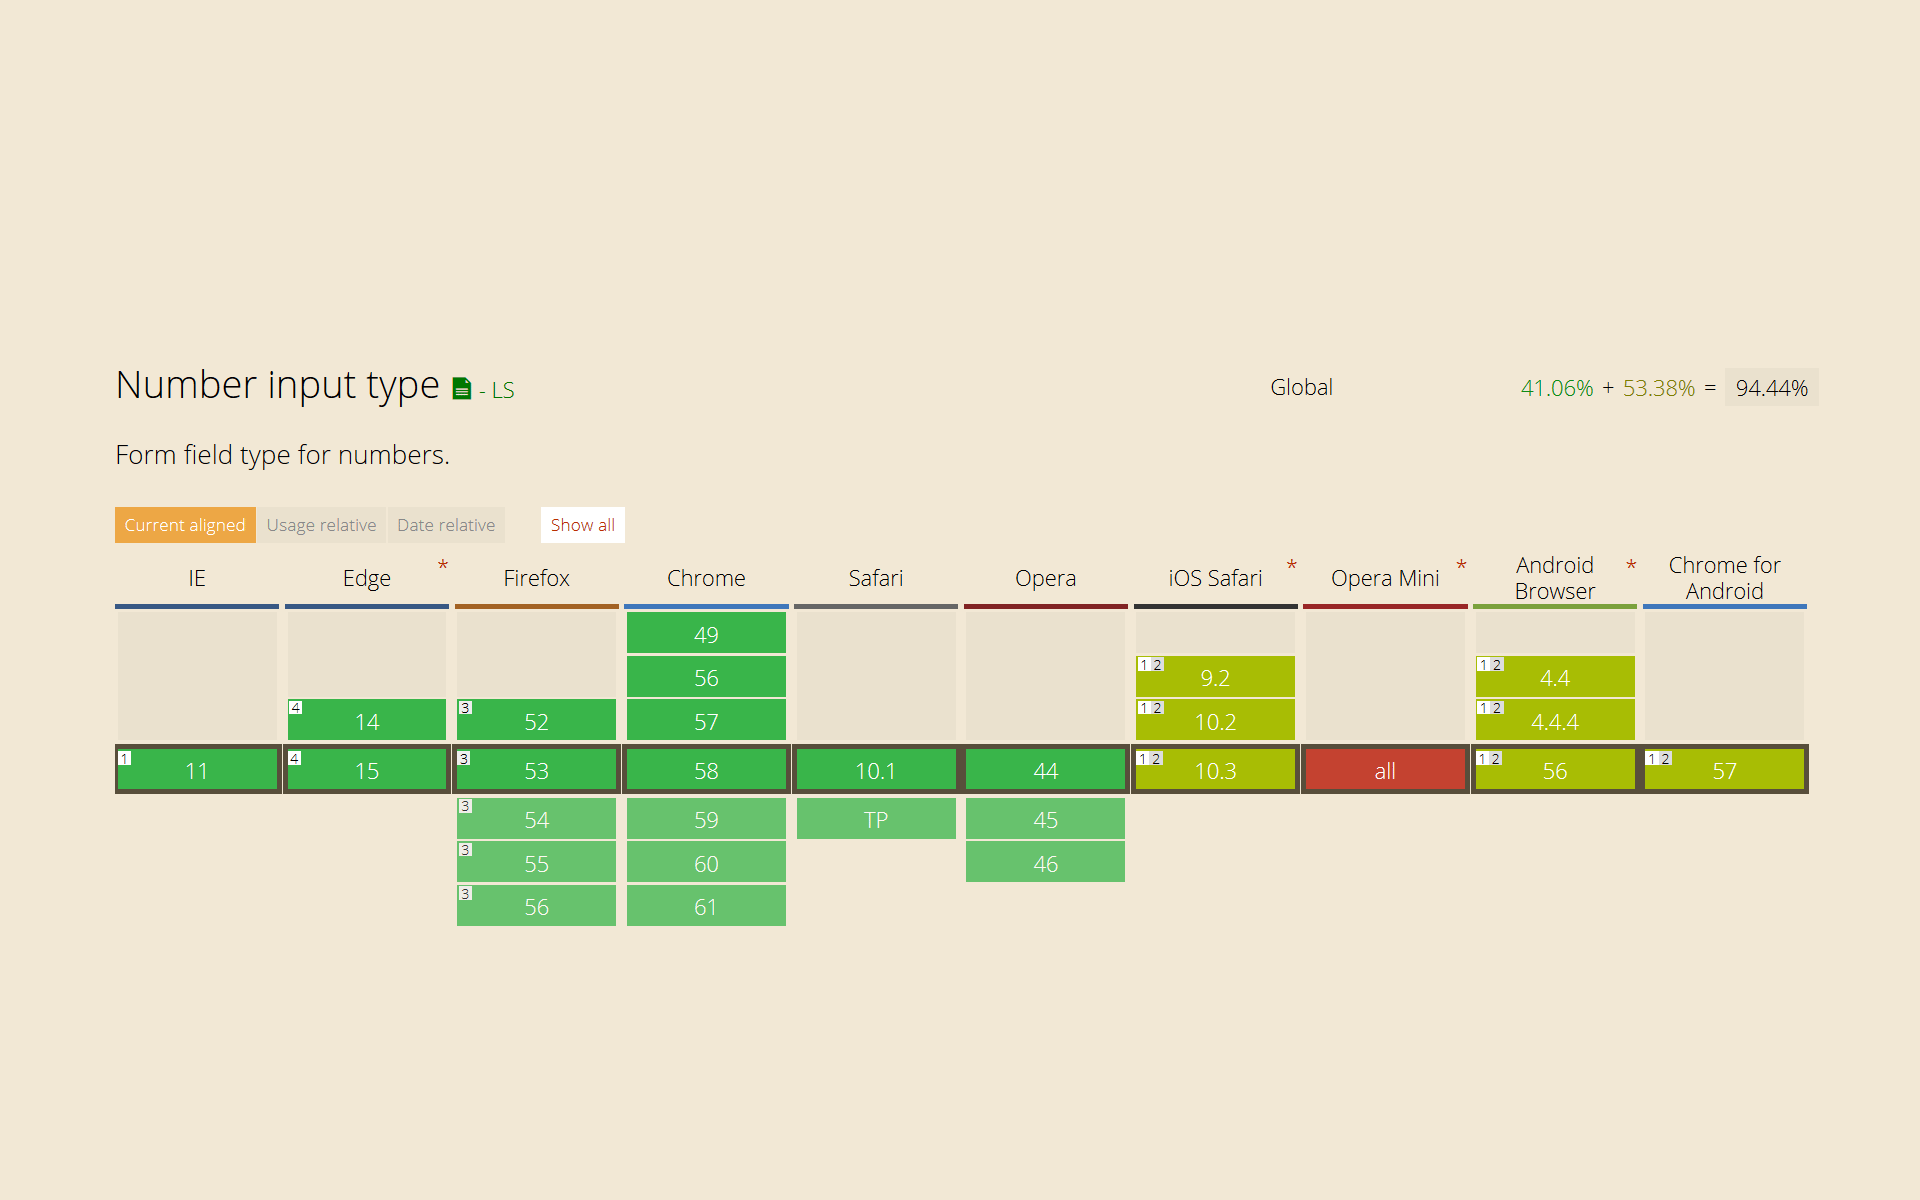 Number input type - LS
Global 41.06% + 53.38% = 94.44%
Form field type for numbers.
Current aligned Usage relative Date relative Show all
IE Edge * Firefox Chrome Safari Opera iOS Safari * Opera Mini * Android Browser * Chrome for Android
49
56 1 2 9.2 1 2 4.4
4 14 3 52 57 1 2 10.2 1 2 4.4.4
1 11 4 15 3 53 58 10.1 44 1 2 10.3 all 1 2 56 1 2 57
3 54 59 TP 45
3 55 60 46
3 56 61